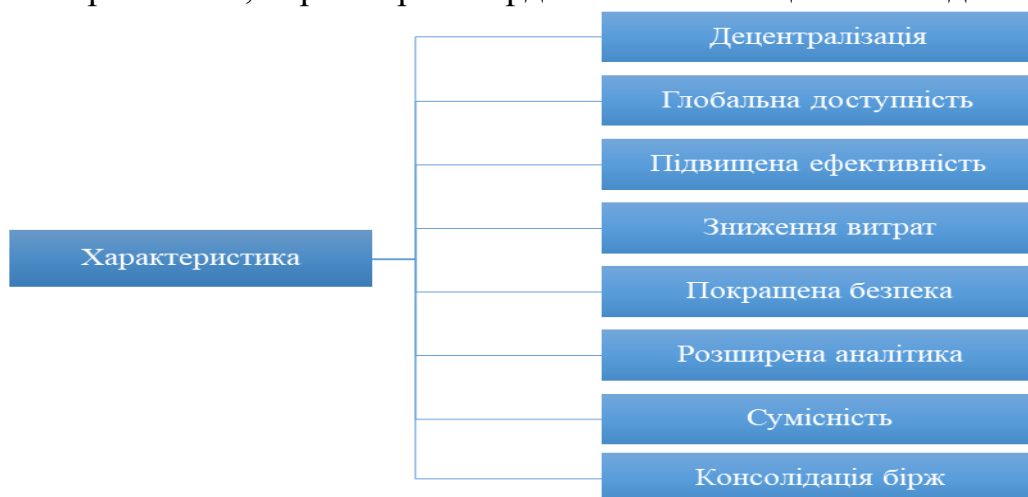 Децентралізація
Глобальна доступність
Підвищена ефективність
Зниження витрат
Характеристика
Покращена безпека
Розширена аналітика
Сумісність
Консолідація бірж